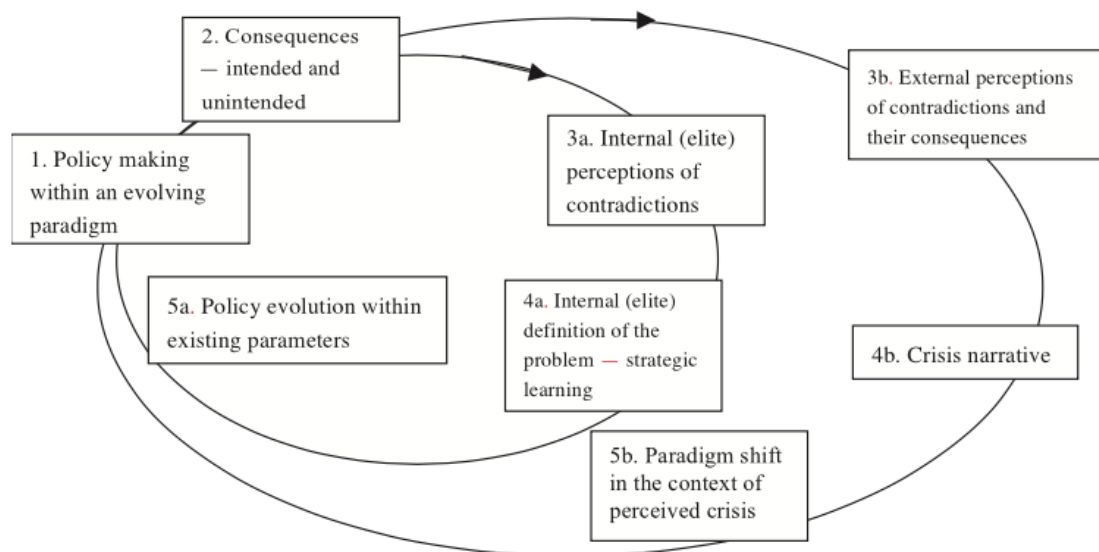 2. Consequences
— intended and
unintended
1. Policy making
within an evolving
paradigm
3a. Internal (elite)
perceptions of
contradictions
3b. External perceptions
of contradictions and
their consequences
5a. Policy evolution within
existing parameters
4a. Internal (elite)
definition of the
problem — strategic
learning
4b. Crisis narrative
5b. Paradigm shift
in the context of
perceived crisis